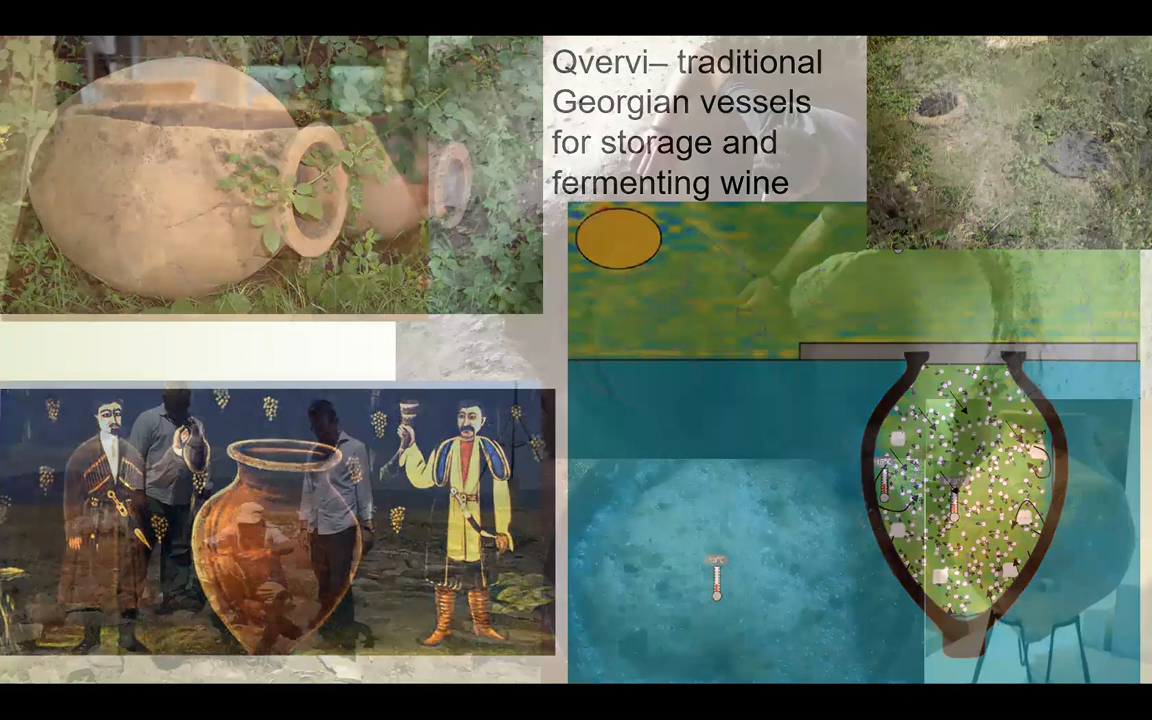 Qvervi– traditional
Georgian vessels
for storage and
fermenting wine